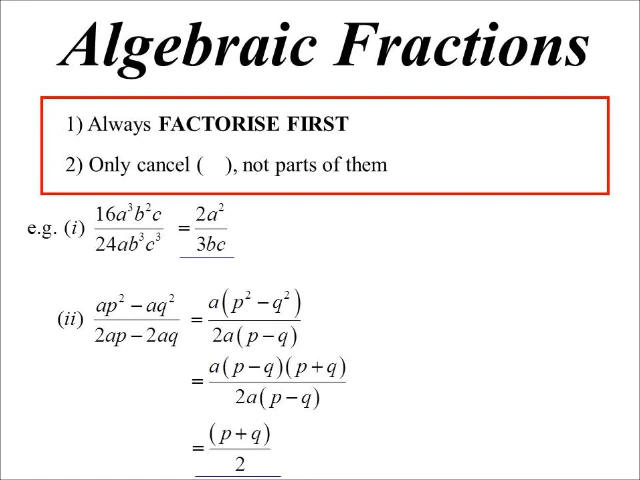 Algebraic Fractions
1) Always FACTORISE FIRST
2) Only cancel (   ), not parts of them
e.g. (i) 16a³b²c / 24ab³c³ = 2a² / 3bc
(ii) ap² − aq² / 2ap − 2aq = a(p² − q²) / 2a(p − q)
= a(p − q)(p + q) / 2a(p − q)
= (p + q) / 2